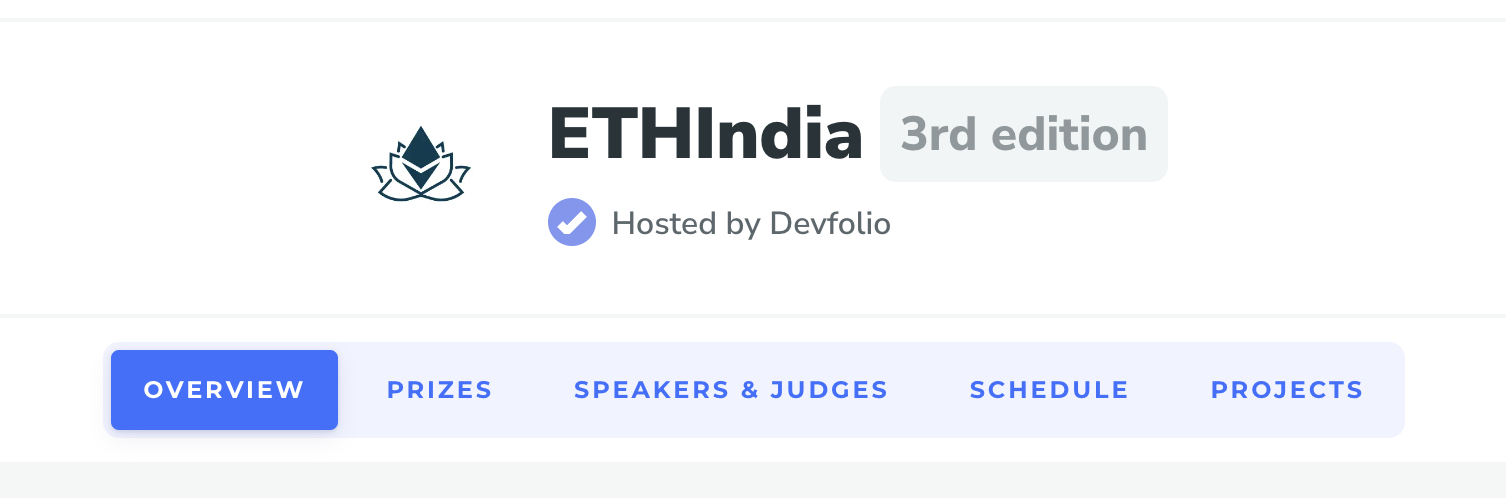 ETHIndia 3rd edition
Hosted by Devfolio
OVERVIEW PRIZES SPEAKERS & JUDGES SCHEDULE PROJECTS